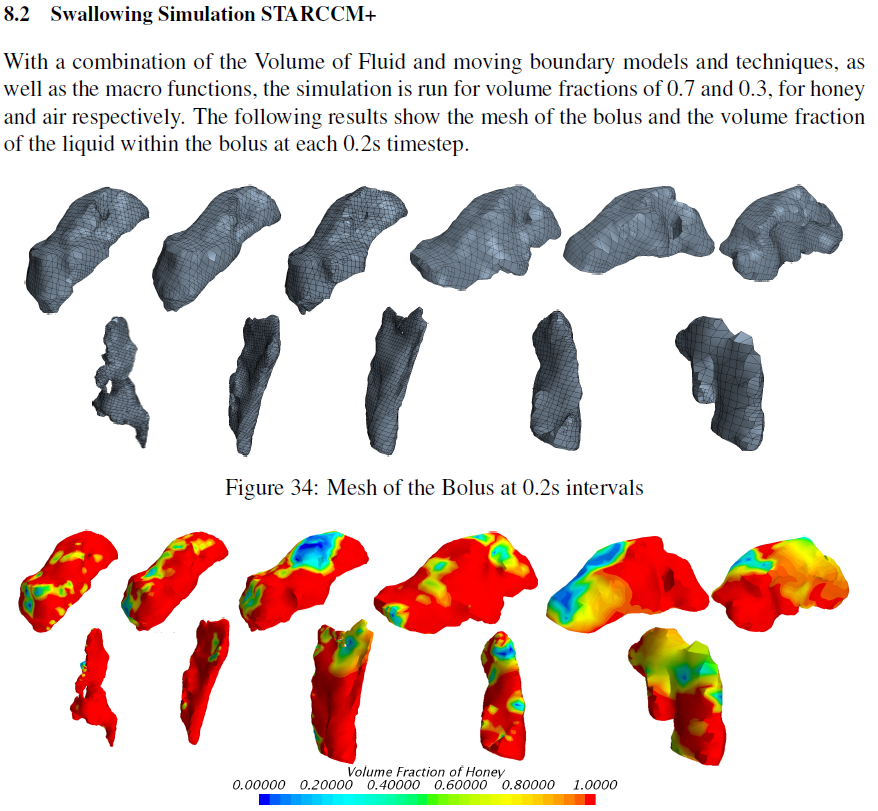 8.2 Swallowing Simulation STARCCM+
With a combination of the Volume of Fluid and moving boundary models and techniques, as
well as the macro functions, the simulation is run for volume fractions of 0.7 and 0.3, for honey
and air respectively. The following results show the mesh of the bolus and the volume fraction
of the liquid within the bolus at each 0.2s timestep.
Figure 34: Mesh of the Bolus at 0.2s intervals
Volume Fraction of Honey
0.00000 0.20000 0.40000 0.60000 0.80000 1.0000